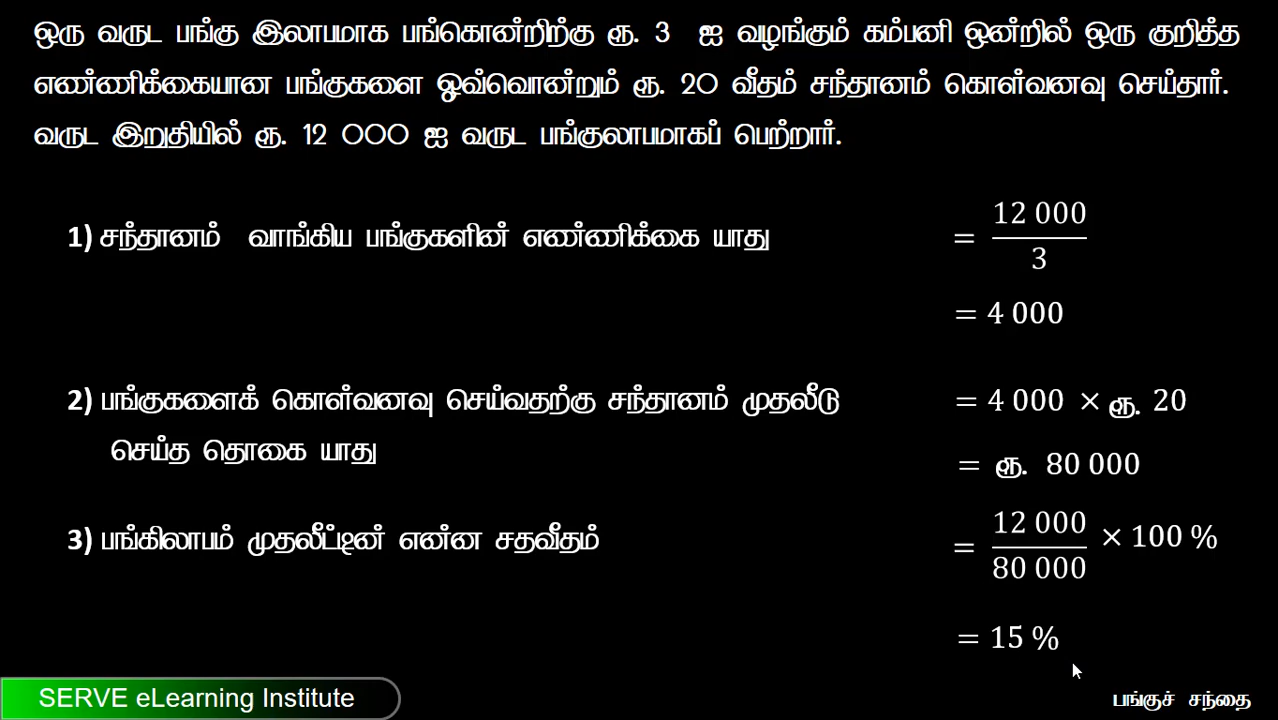 ஒரு வருட பங்கு இலாபமாக பங்கொன்றிற்கு ரூ. 3 ஐ வழங்கும் கம்பனி ஒன்றில் ஒரு குறித்த
எண்ணிக்கையான பங்குகளை ஒவ்வொன்றும் ரூ. 20 வீதம் சந்தானம் கொள்வனவு செய்தார்.
வருட இறுதியில் ரூ. 12 000 ஐ வருட பங்குலாபமாகப் பெற்றார்.
1) சந்தானம் வாங்கிய பங்குகளின் எண்ணிக்கை யாது = 12 000 / 3
= 4 000
2) பங்குகளைக் கொள்வனவு செய்வதற்கு சந்தானம் முதலீடு = 4 000 × ரூ. 20
செய்த தொகை யாது
= ரூ. 80 000
3) பங்கிலாபம் முதலீட்டின் என்ன சதவீதம் = 12 000 / 80 000 × 100 %
= 15 %
SERVE eLearning Institute
பங்குச் சந்தை